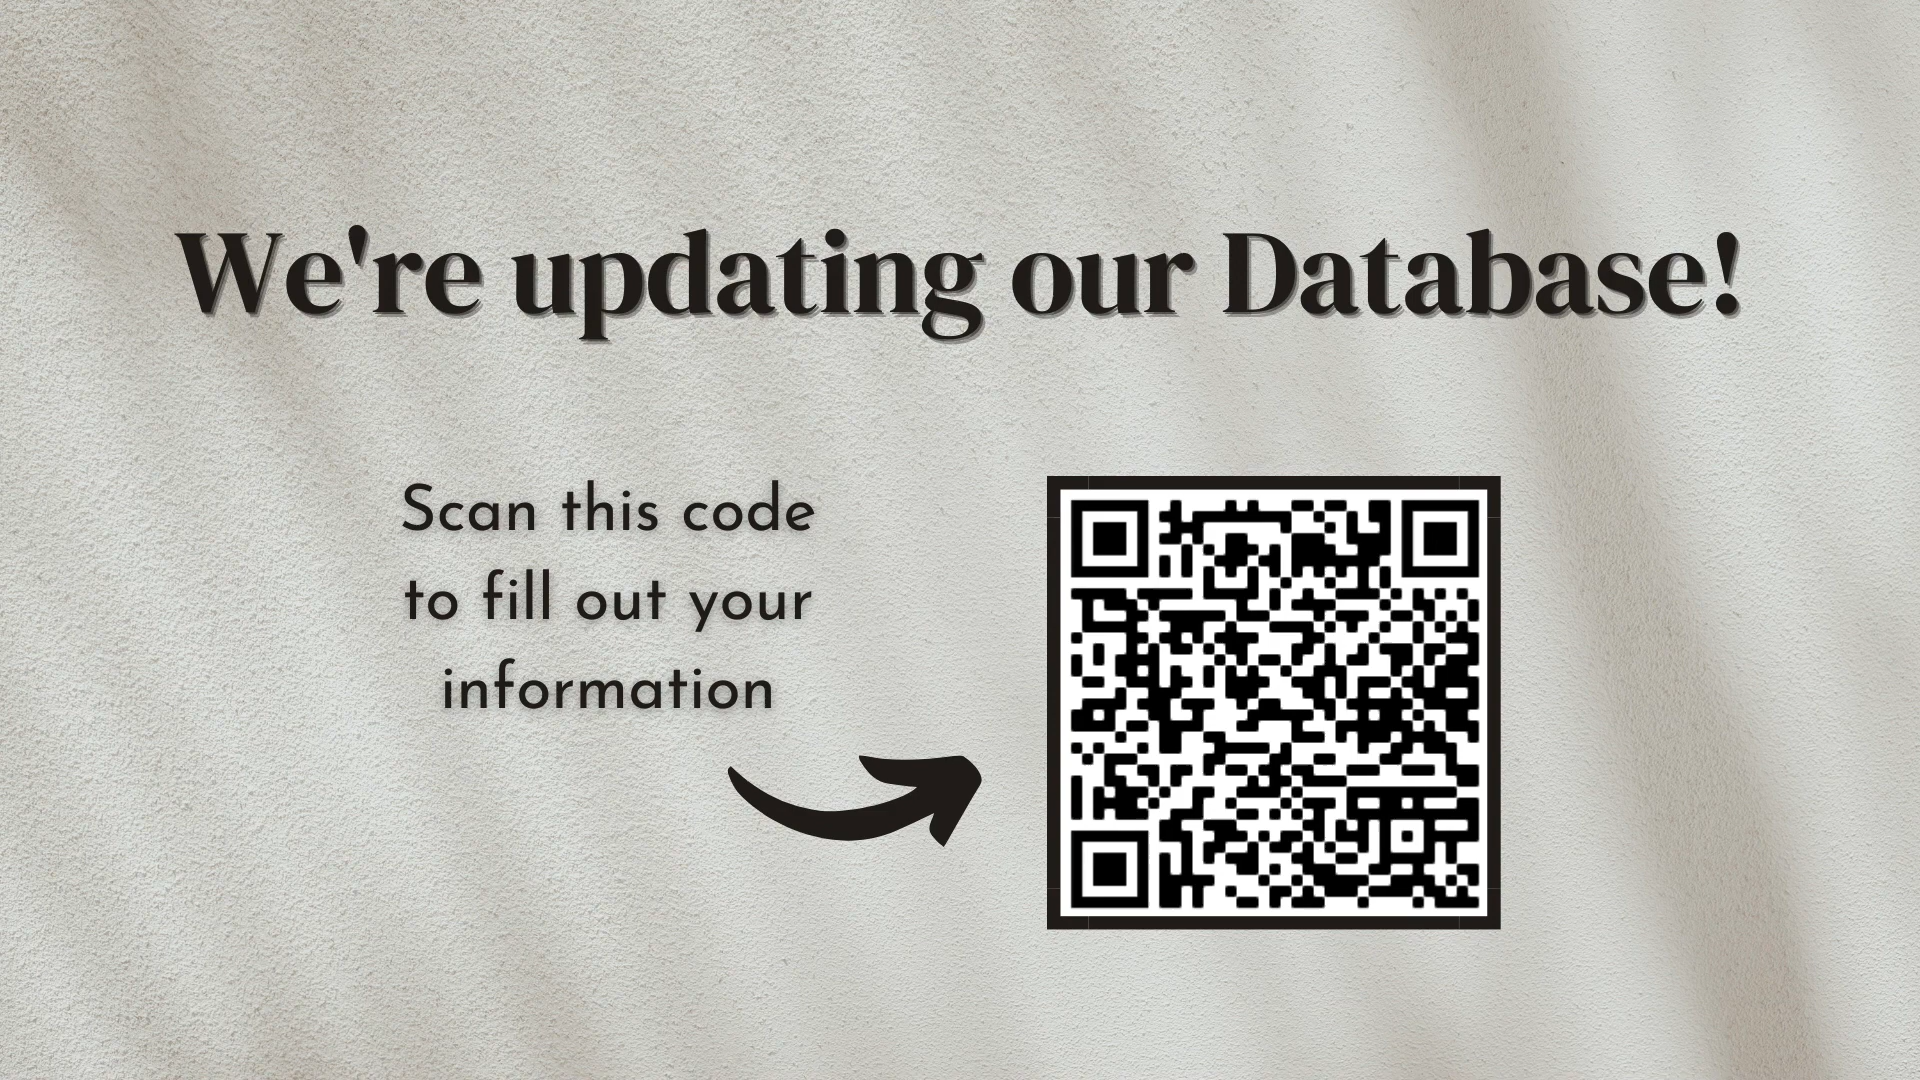 We're updating our Database!
Scan this code
to fill out your
information